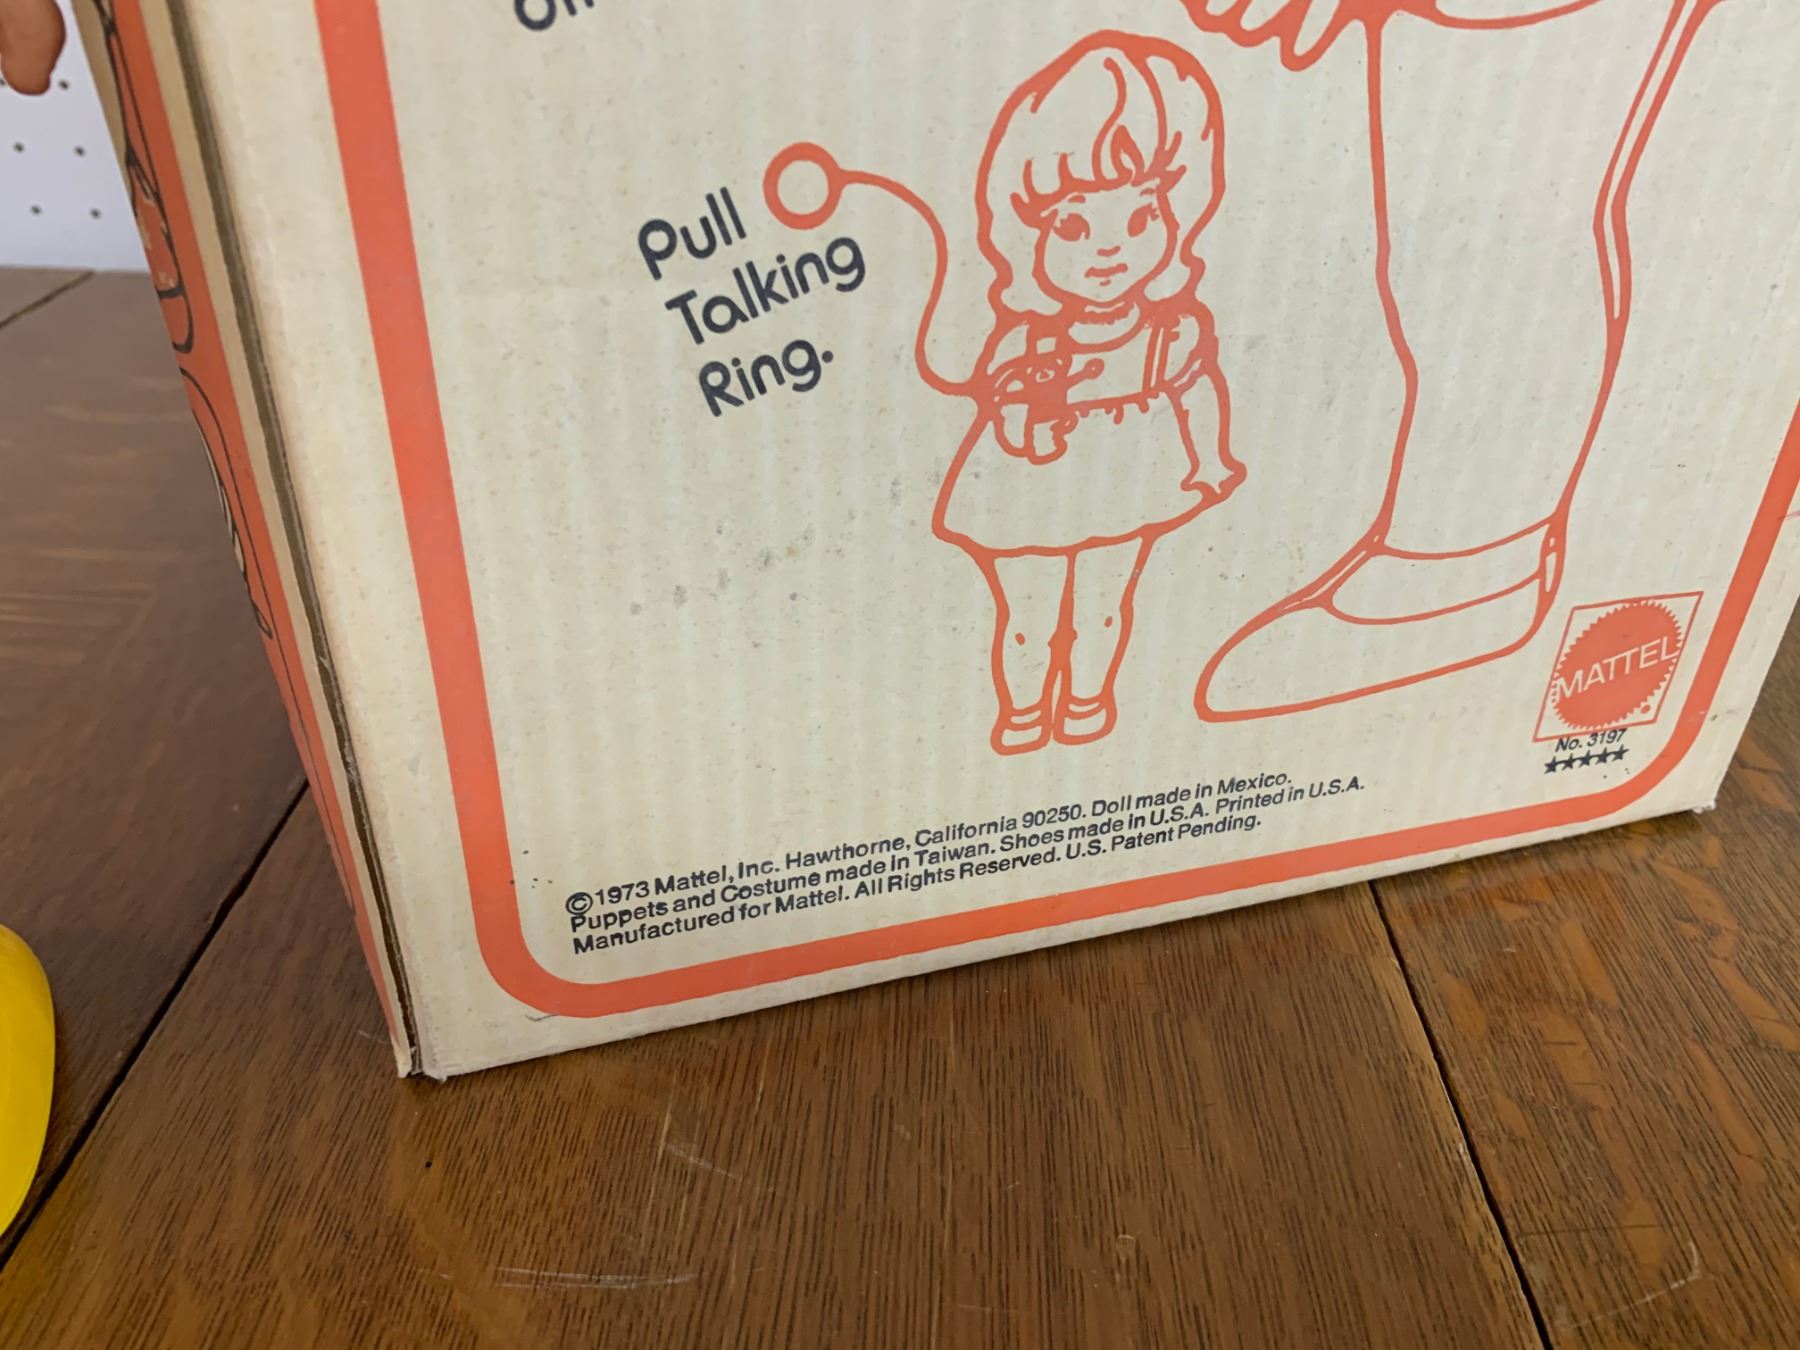 Pull
Talking
Ring.
MATTEL
No. 3197
★★★★★
©1973 Mattel, Inc. Hawthorne, California 90250. Doll made in Mexico.
Puppets and Costume made in Taiwan. Shoes made in U.S.A. Printed in U.S.A.
Manufactured for Mattel. All Rights Reserved. U.S. Patent Pending.